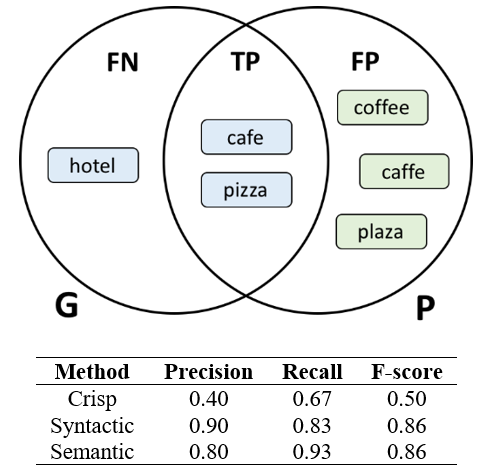 FN TP FP
coffee
cafe
hotel
caffe
pizza
plaza
G P
Method Precision Recall F-score
Crisp 0.40 0.67 0.50
Syntactic 0.90 0.83 0.86
Semantic 0.80 0.93 0.86